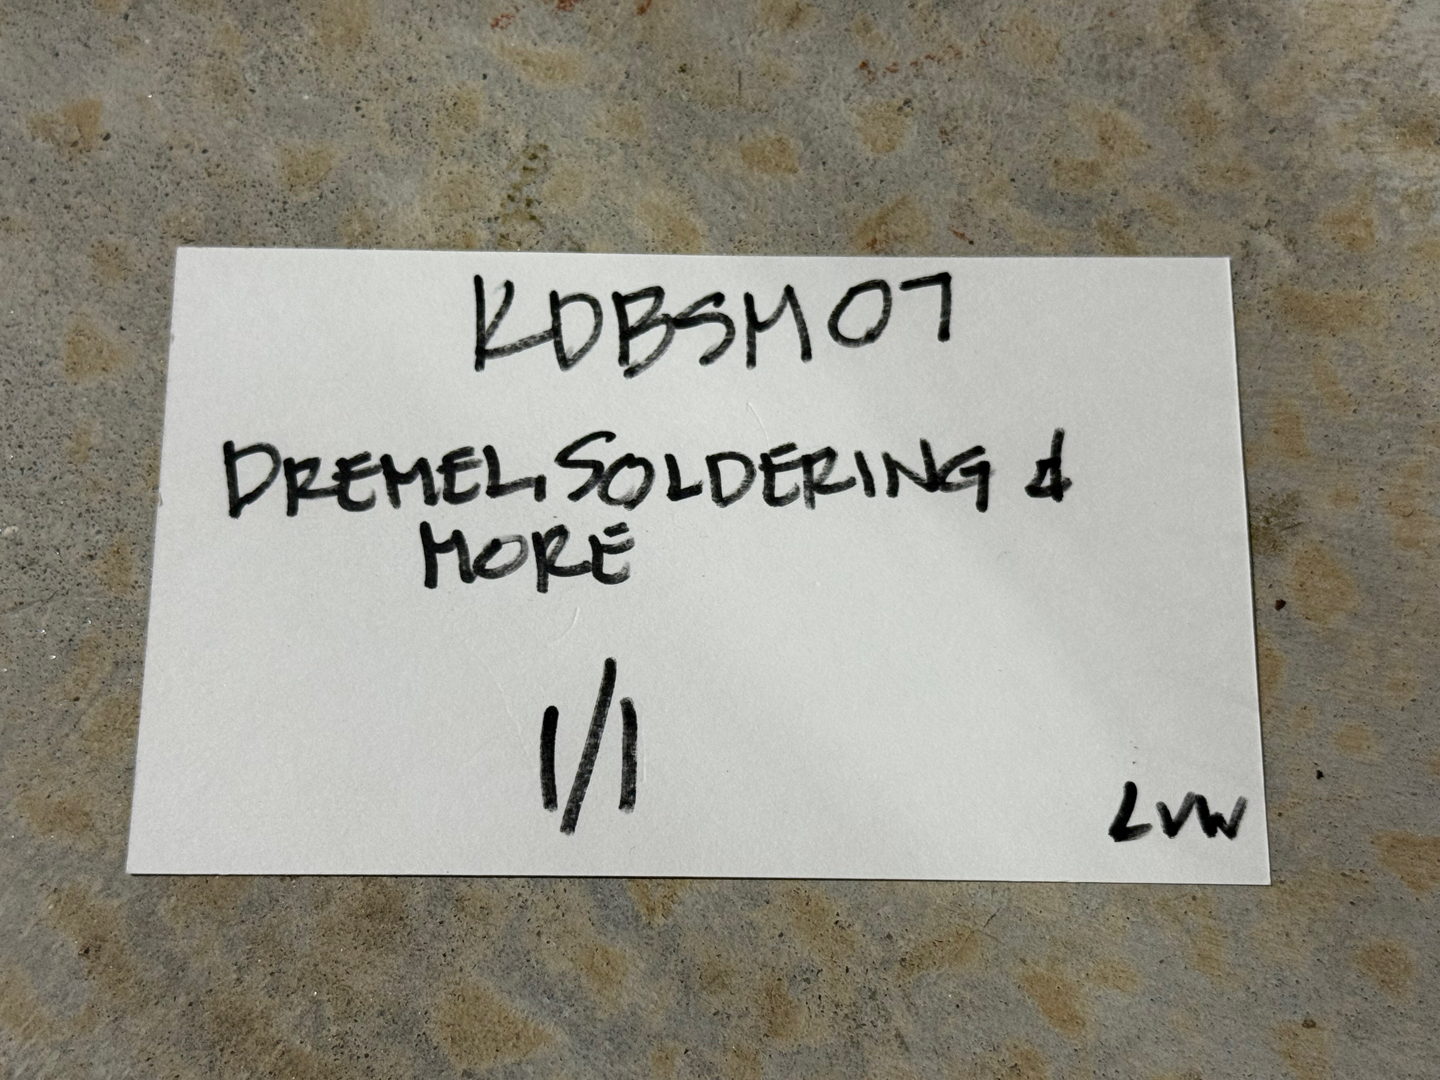 KDBSM07
DREMEL, SOLDERING &
MORE
1/1
LVW